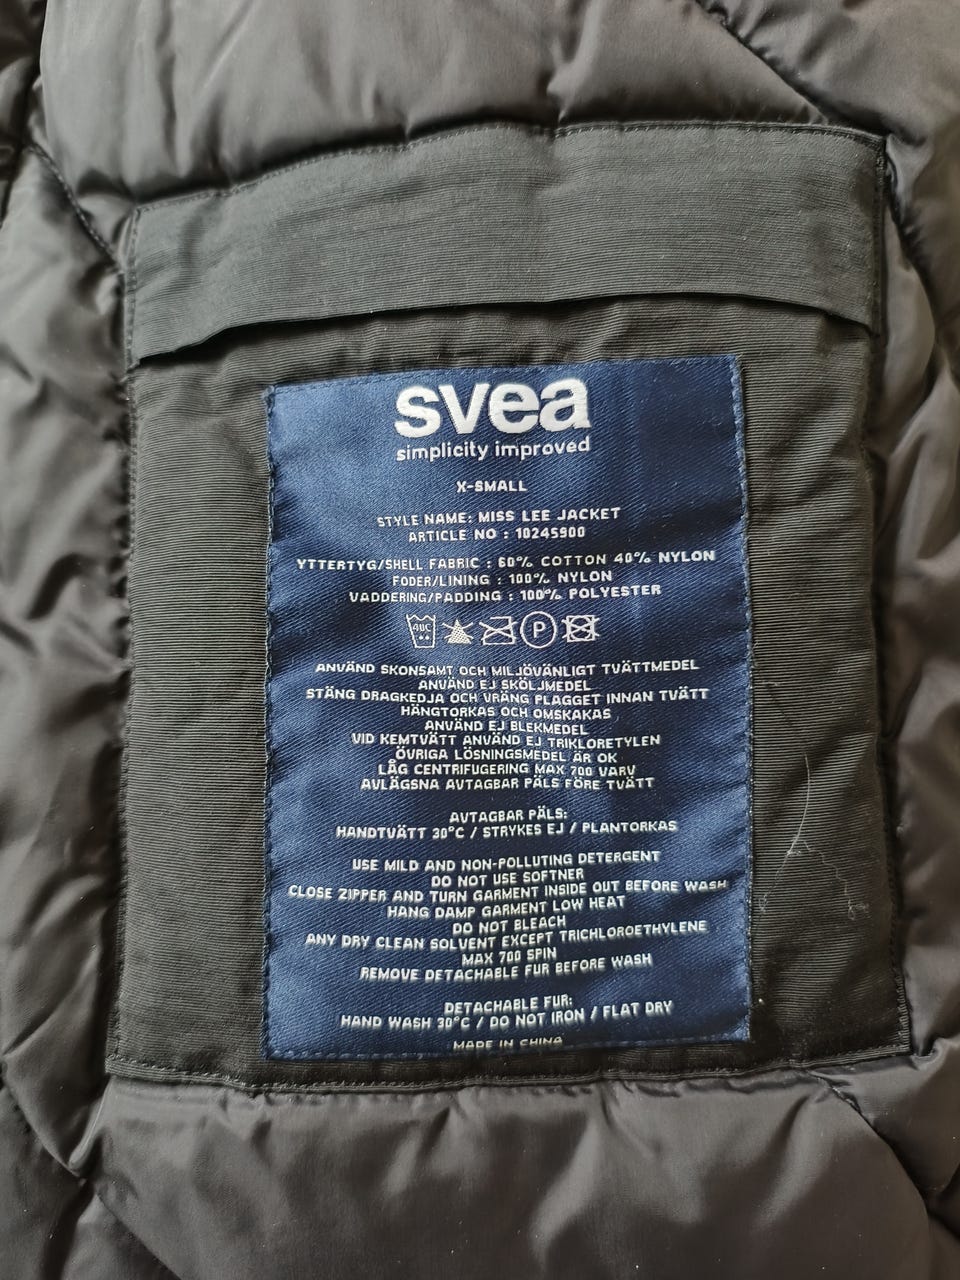 svea
simplicity improved
X-SMALL
STYLE NAME: MISS LEE JACKET
ARTICLE NO : 10245900
YTTERTYG/SHELL FABRIC : 60% COTTON 40% NYLON
FODER/LINING : 100% NYLON
VADDERING/PADDING : 100% POLYESTER
P
ANVÄND SKONSAMT OCH MILJÖVÄNLIGT TVÄTTMEDEL
ANVÄND EJ SKÖLJMEDEL
STÄNG DRAGKEDJA OCH VRÄNG PLAGGET INNAN TVÄTT
HÄNGTORKAS OCH OMSKAKAS
ANVÄND EJ BLEKMEDEL
VID KEMTVÄTT ANVÄND EJ TRIKLORETYLEN
ÖVRIGA LÖSNINGSMEDEL ÄR OK
LÅG CENTRIFUGERING MAX 700 VARV
AVLÄGSNA AVTAGBAR PÄLS FÖRE TVÄTT
AVTAGBAR PÄLS:
HANDTVÄTT 30°C / STRYKES EJ / PLANTORKAS
USE MILD AND NON-POLLUTING DETERGENT
DO NOT USE SOFTNER
CLOSE ZIPPER AND TURN GARMENT INSIDE OUT BEFORE WASH
HANG DAMP GARMENT LOW HEAT
DO NOT BLEACH
ANY DRY CLEAN SOLVENT EXCEPT TRICHLOROETHYLENE
MAX 700 SPIN
REMOVE DETACHABLE FUR BEFORE WASH
DETACHABLE FUR:
HAND WASH 30°C / DO NOT IRON / FLAT DRY
MADE IN CHINA